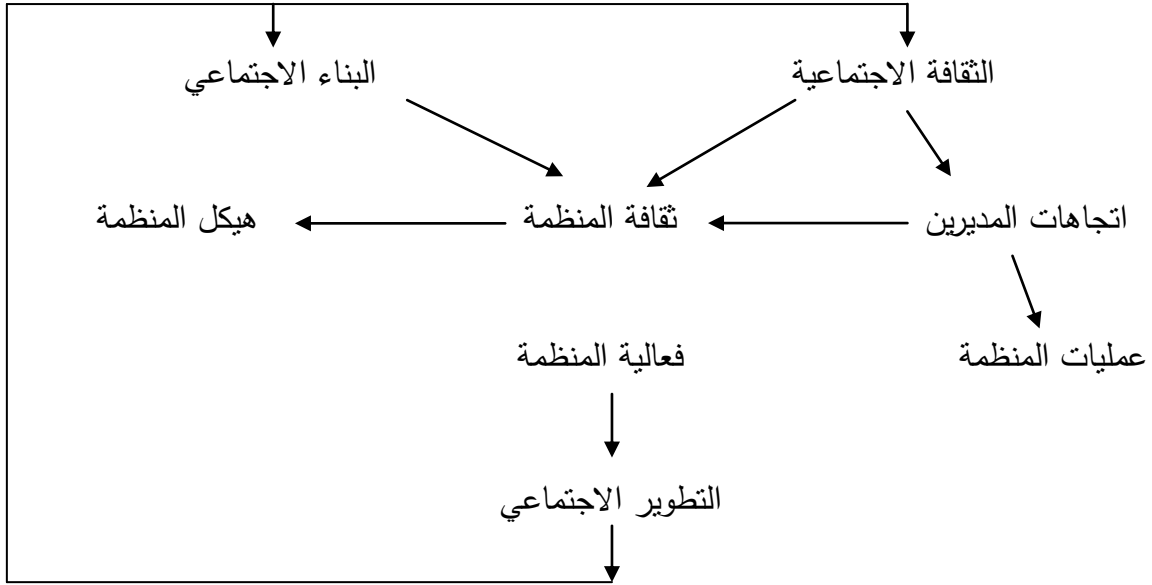 الثقافة الاجتماعية
البناء الاجتماعي
اتجاهات المديرين
ثقافة المنظمة
هيكل المنظمة
عمليات المنظمة
فعالية المنظمة
التطوير الاجتماعي